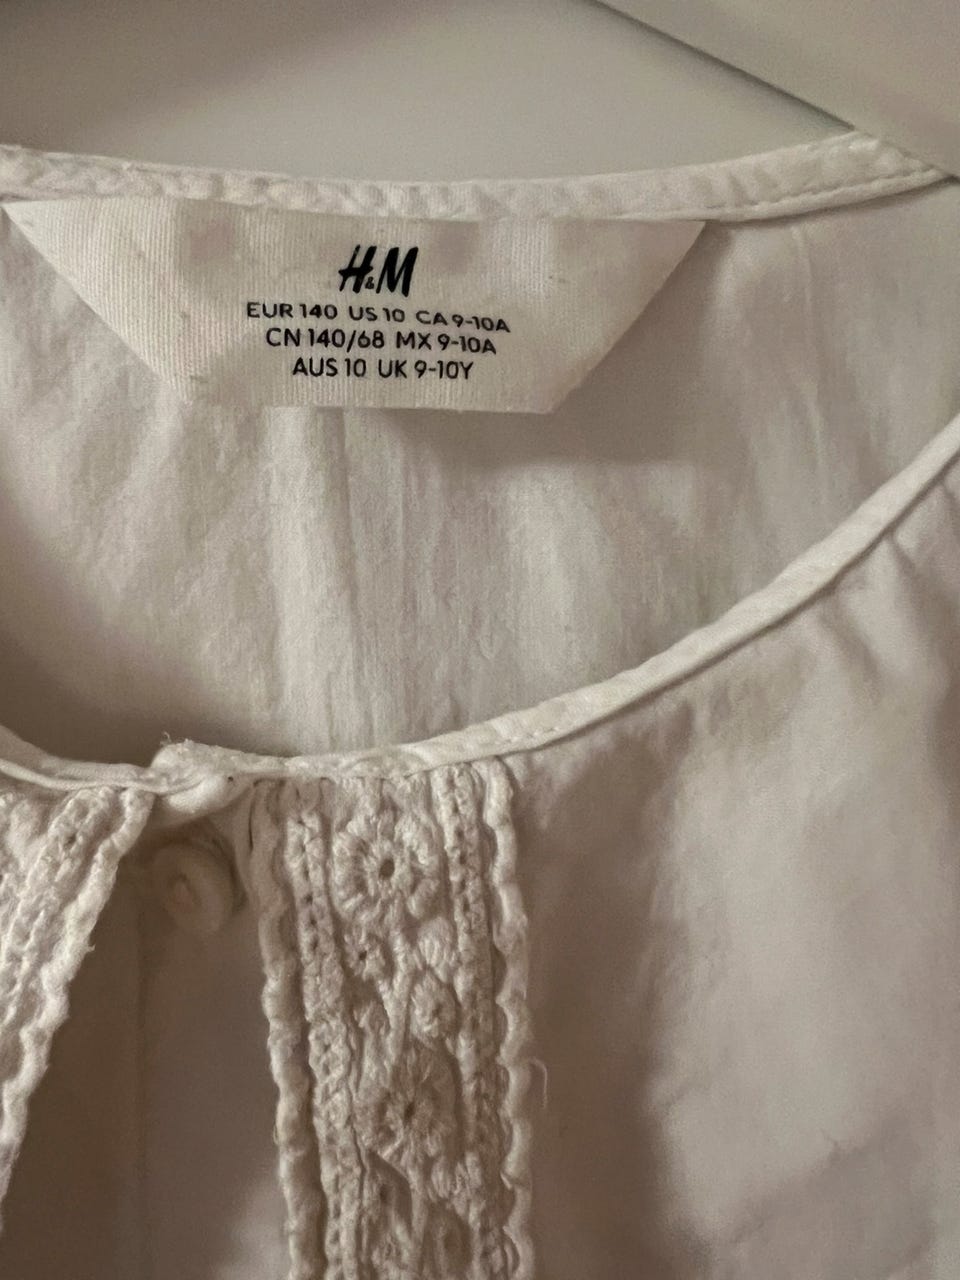 H&M
EUR 140 US 10 CA 9-10A
CN 140/68 MX 9-10A
AUS 10 UK 9-10Y